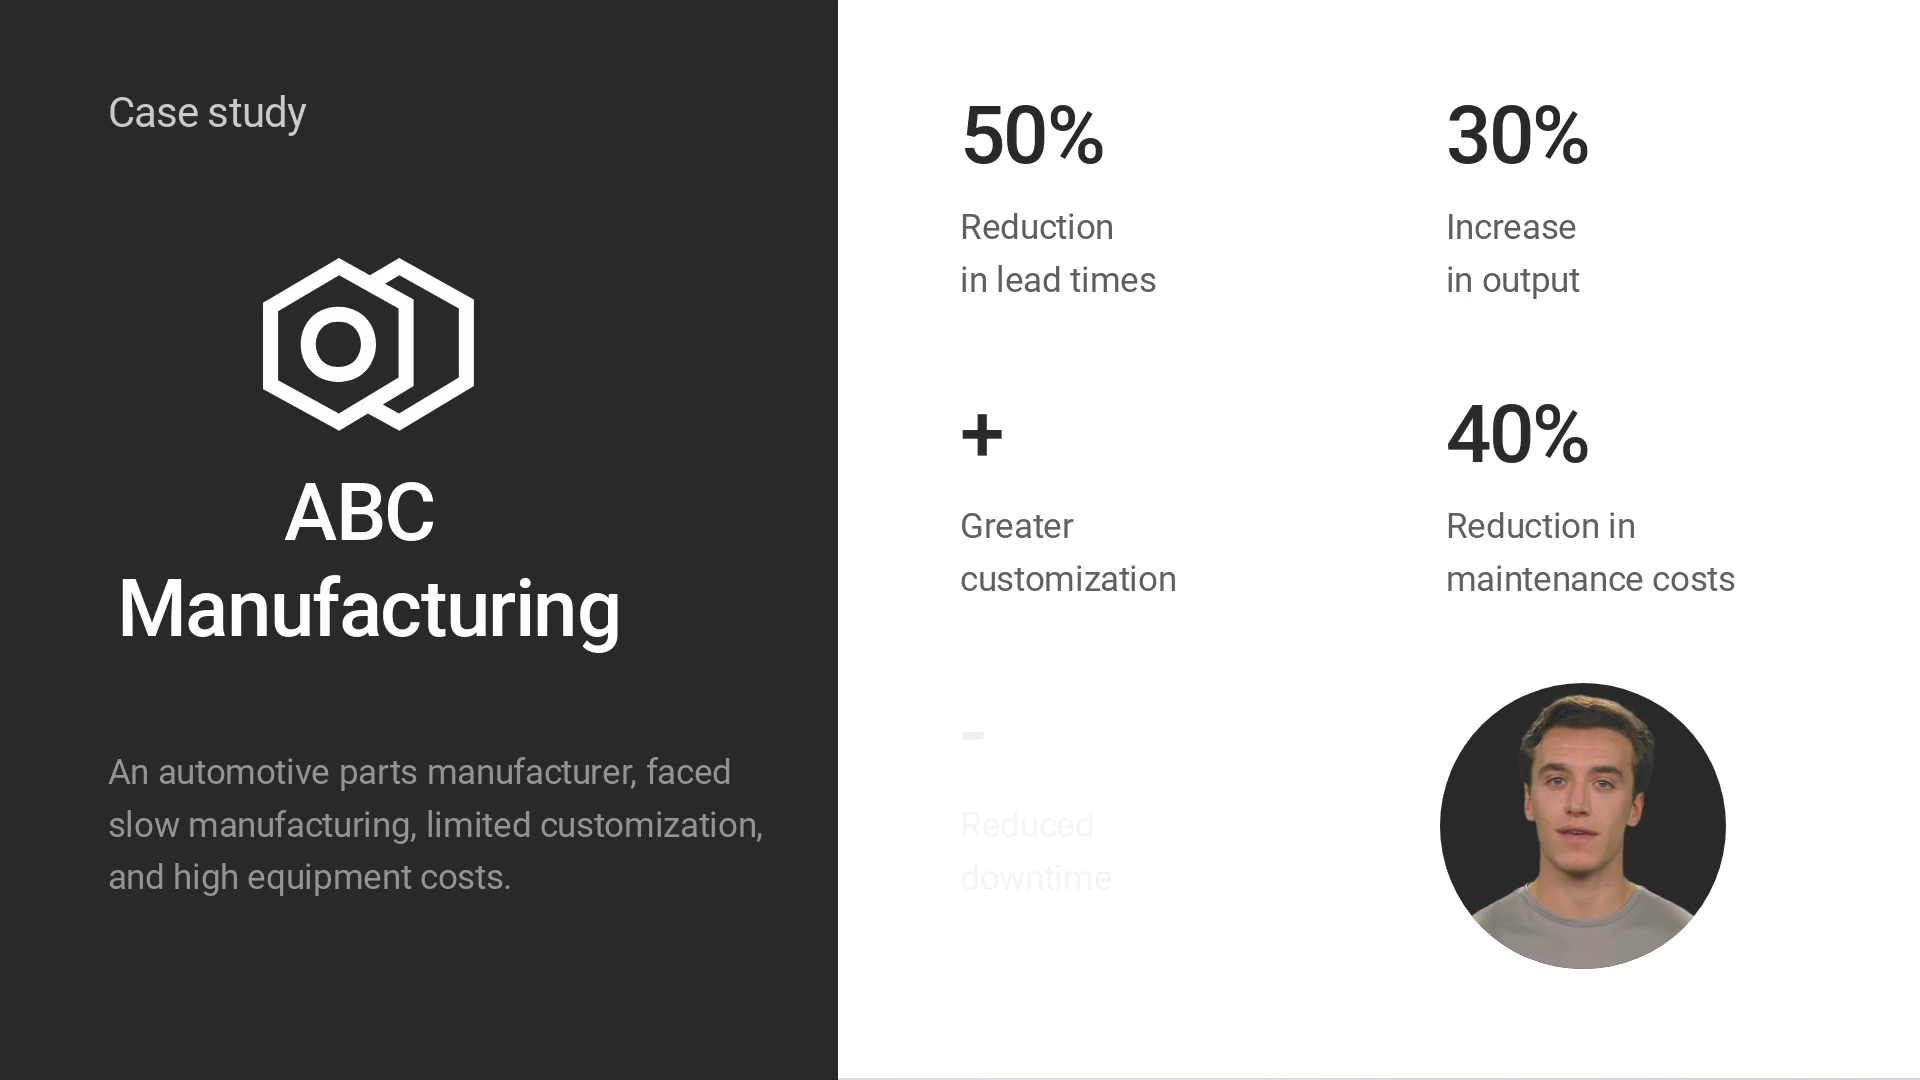 Case study
ABC
Manufacturing
An automotive parts manufacturer, faced
slow manufacturing, limited customization,
and high equipment costs.
50%
Reduction
in lead times
30%
Increase
in output
+
Greater
customization
40%
Reduction in
maintenance costs
-
Reduced
downtime